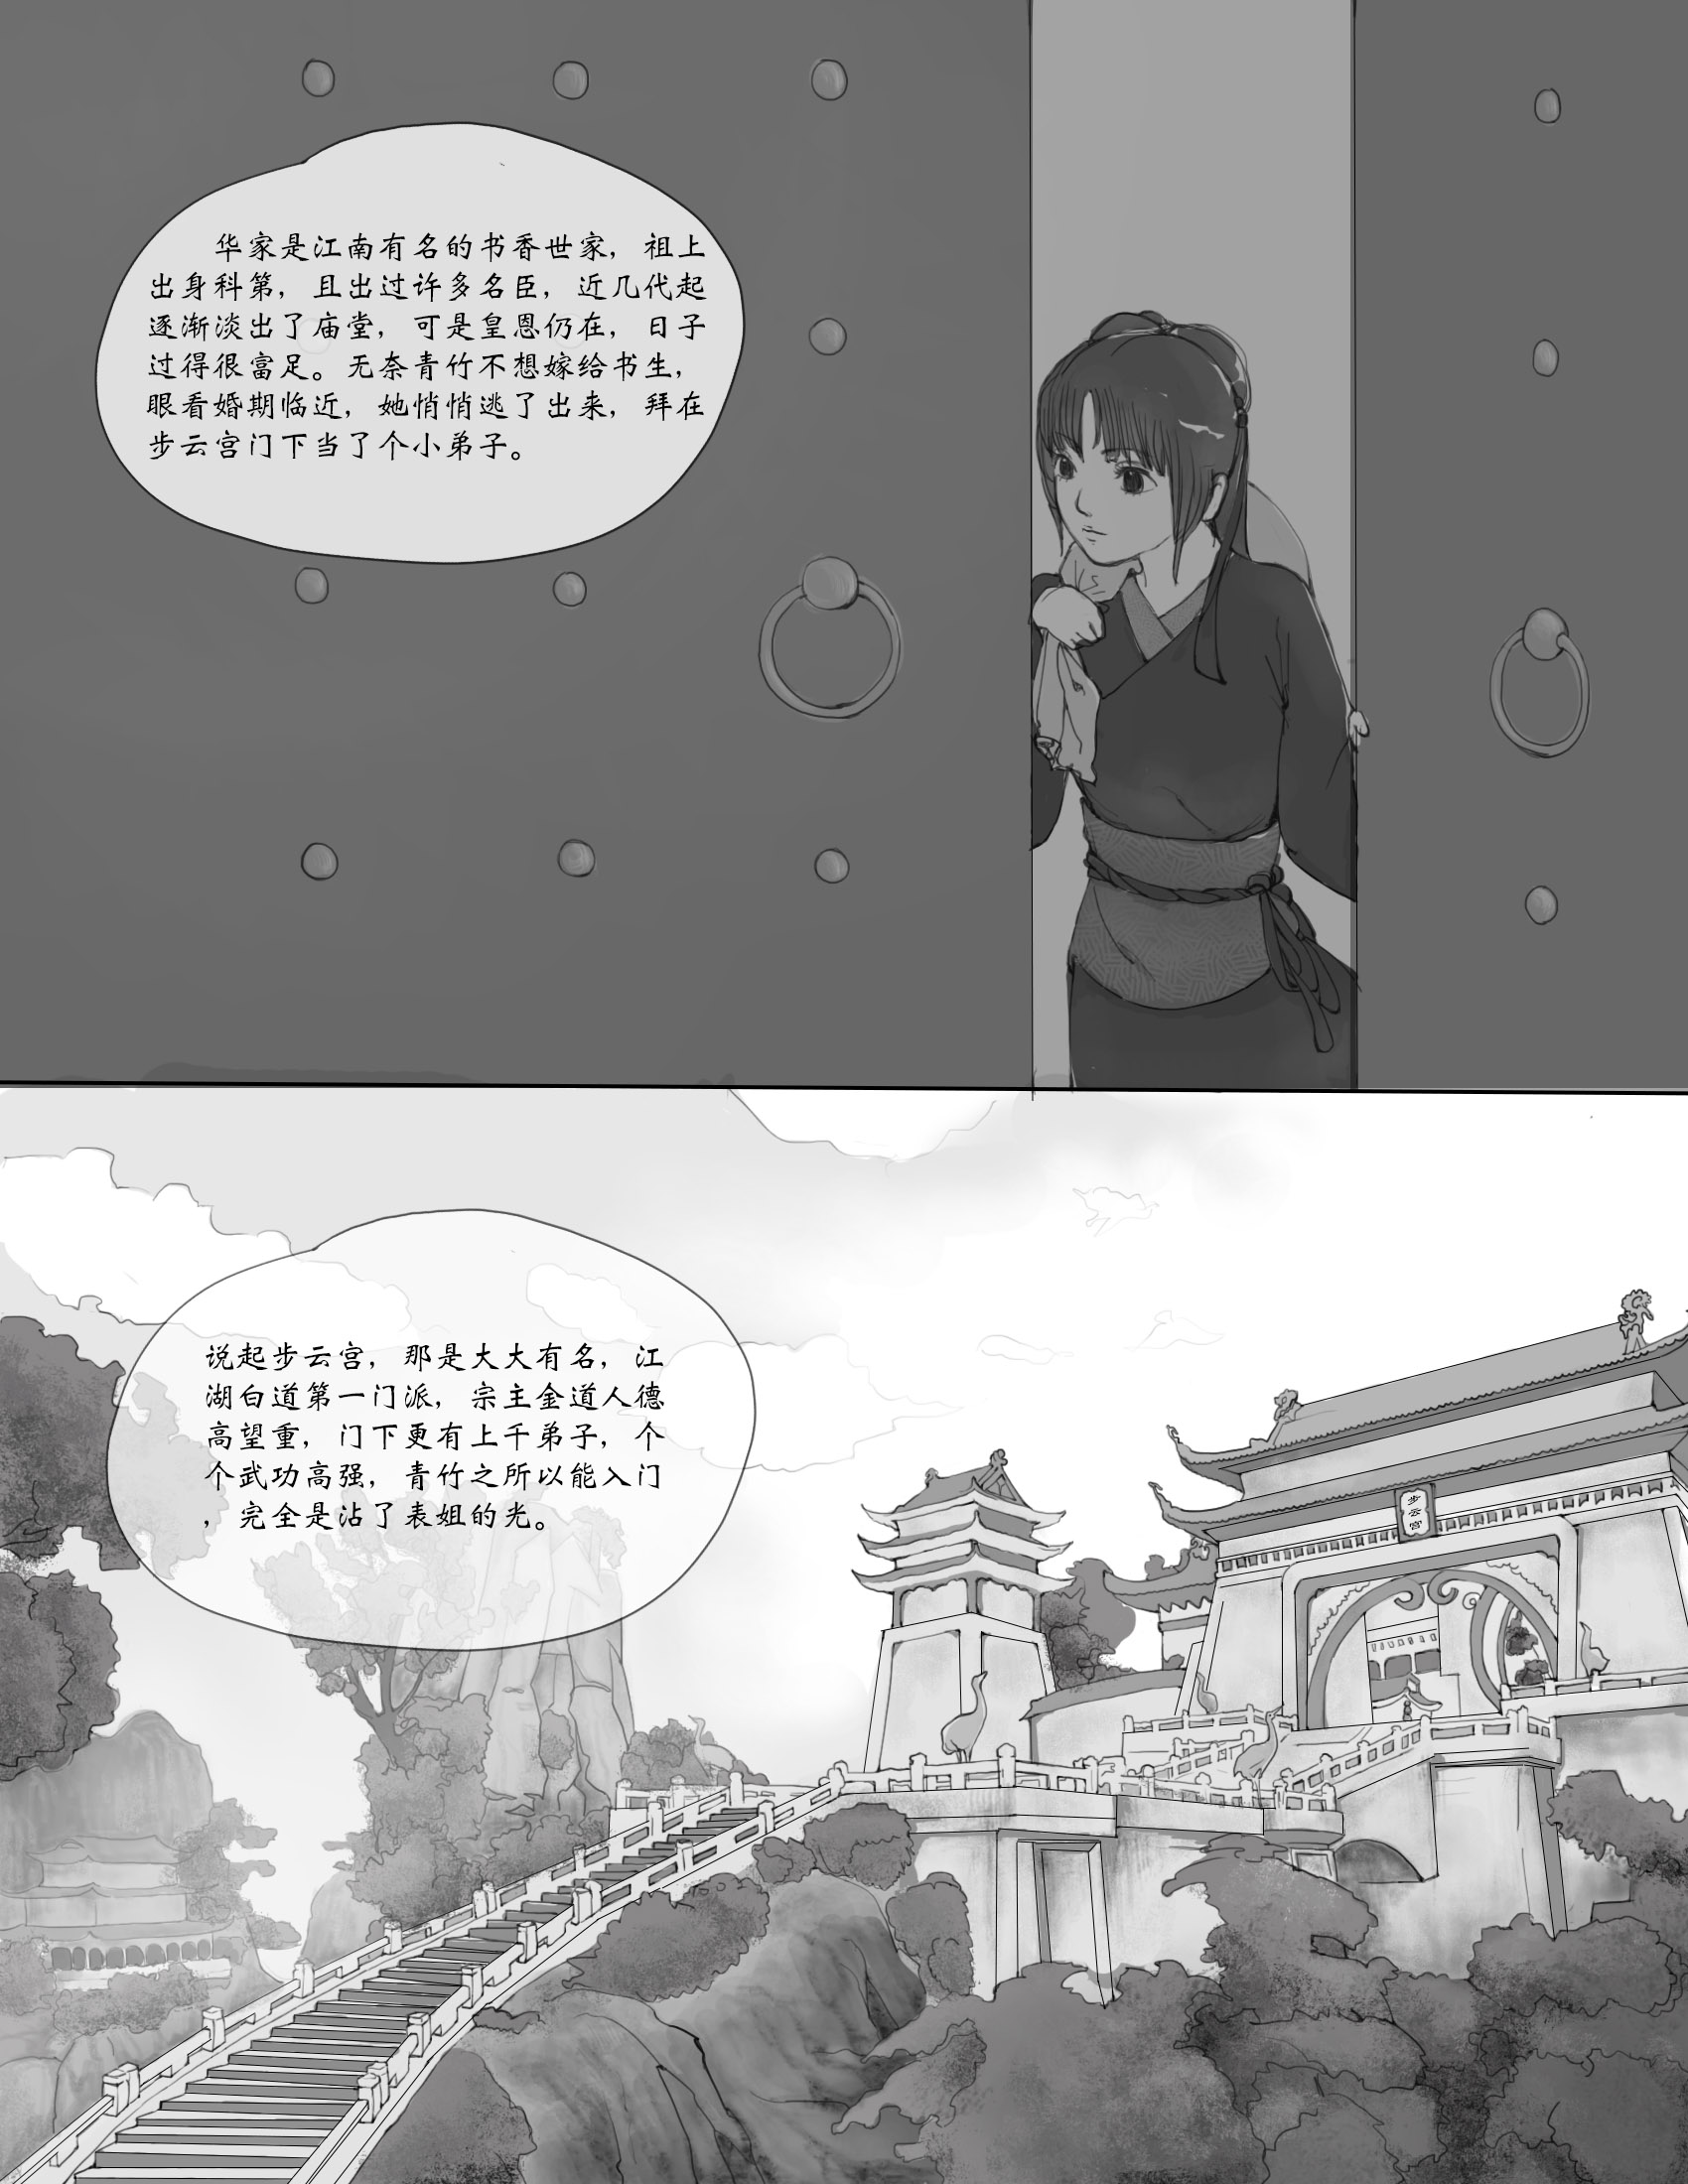 华家是江南有名的书香世家，祖上
出身科第，且出过许多名臣，近几代起
逐渐淡出了庙堂，可是皇恩仍在，日子
过得很富足。无奈青竹不想嫁给书生，
眼看婚期临近，她悄悄逃了出来，拜在
步云宫门下当了个小弟子。
说起步云宫，那是大大有名，江
湖白道第一门派，宗主金道人德
高望重，门下更有上千弟子，个
个武功高强，青竹之所以能入门
，完全是沾了表姐的光。
步云宫